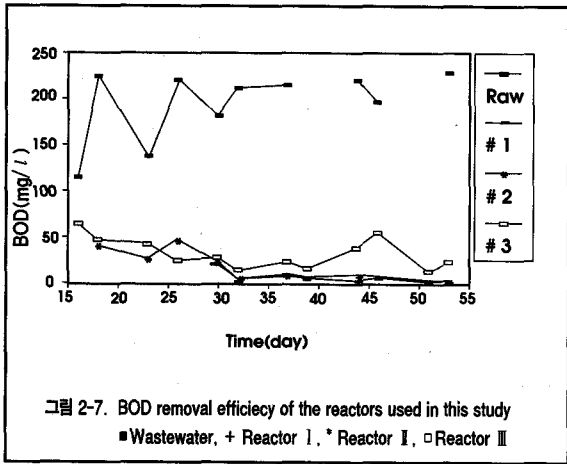 250
200
150
100
50
0
BOD(mg/ℓ)
15 20 25 30 35 40 45 50 55
Time(day)
Raw
# 1
# 2
# 3
그림 2-7. BOD removal efficiecy of the reactors used in this study
■Wastewater, + Reactor Ⅰ, * Reactor Ⅱ, □Reactor Ⅲ